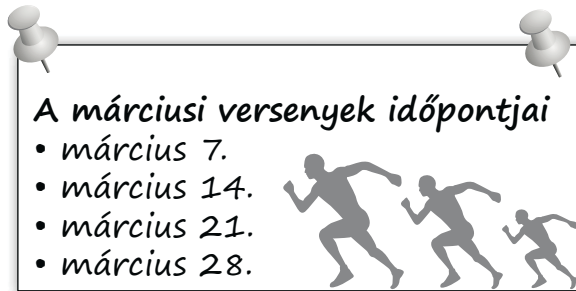 A márciusi versenyek időpontjai
• március 7.
• március 14.
• március 21.
• március 28.